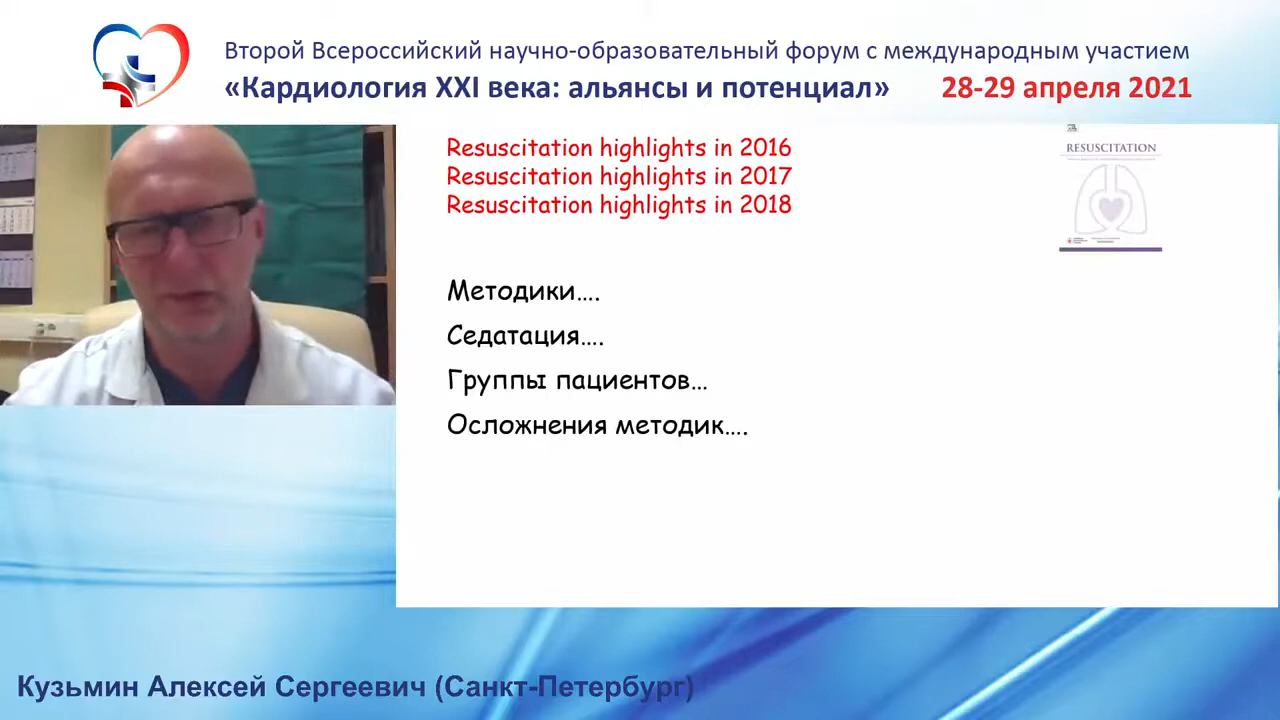 Второй Всероссийский научно-образовательный форум с международным участием
«Кардиология XXI века: альянсы и потенциал» 28-29 апреля 2021
Resuscitation highlights in 2016
Resuscitation highlights in 2017
Resuscitation highlights in 2018
RESUSCITATION
Методики....
Седатация....
Группы пациентов...
Осложнения методик....
Кузьмин Алексей Сергеевич (Санкт-Петербург)